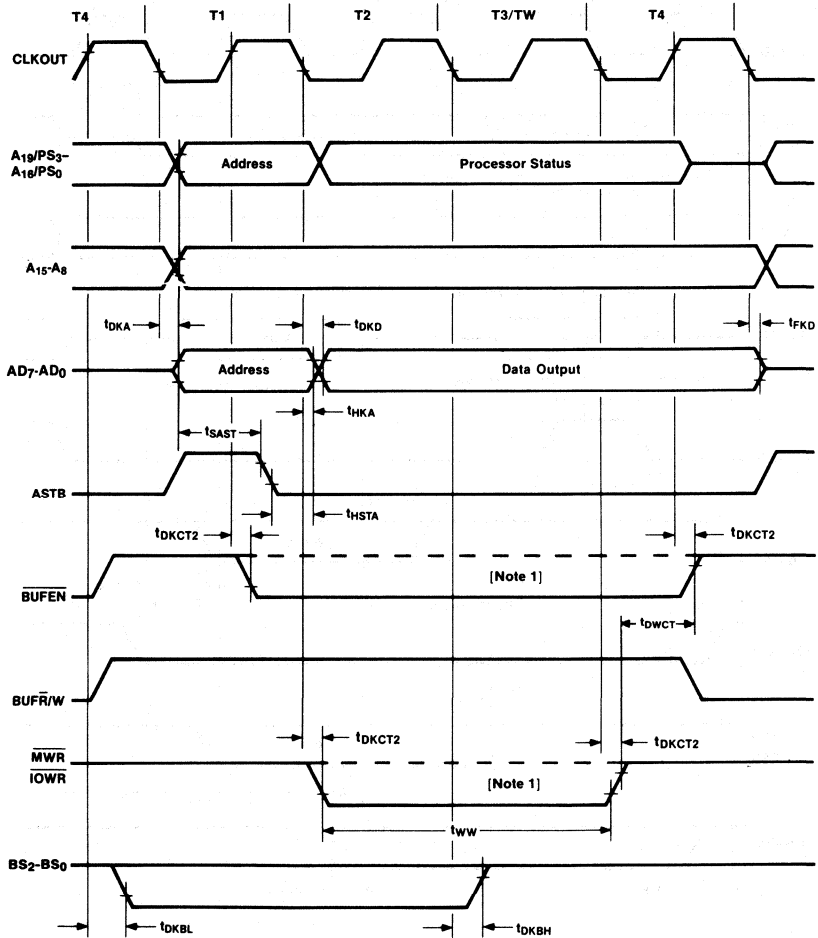 T4 T1 T2 T3/TW T4
CLKOUT
A19/PS3–
A16/PS0
Address
Processor Status
A15-A8
tDKA
tDKD
tFKD
AD7-AD0
Address
Data Output
tHKA
tSAST
ASTB
tHSTA
tDKCT2
tDKCT2
BUFEN
[Note 1]
tDWCT
BUFR/W
tDKCT2
tDKCT2
MWR
IOWR
[Note 1]
tWW
BS2-BS0
tDKBL
tDKBH